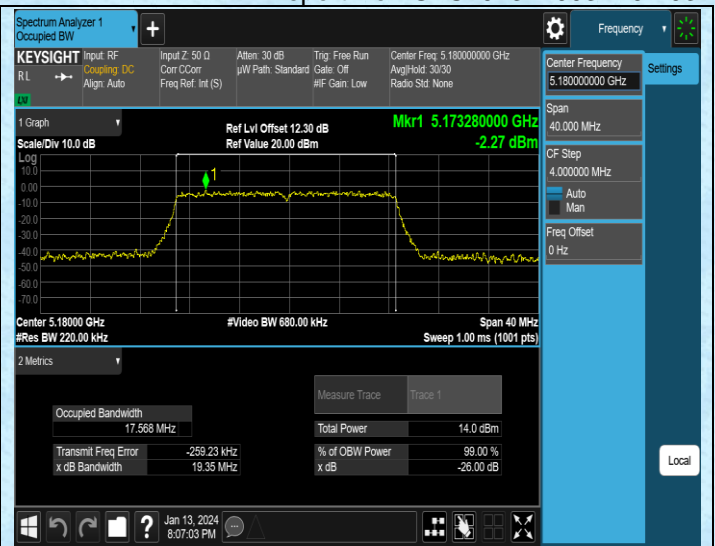 Spectrum Analyzer 1
Occupied BW
+
Frequency
KEYSIGHT
RL
LXI
Input: RF
Coupling: DC
Align: Auto
Input Z: 50 Ω
Corr CCorr
Freq Ref: Int (S)
Atten: 30 dB
µW Path: Standard
Trig: Free Run
Gate: Off
#IF Gain: Low
Center Freq: 5.180000000 GHz
Avg|Hold: 30/30
Radio Std: None
Center Frequency
5.180000000 GHz
Settings
Span
40.000 MHz
CF Step
4.000000 MHz
Auto
Man
Freq Offset
0 Hz
1 Graph
Scale/Div 10.0 dB
Ref Lvl Offset 12.30 dB
Ref Value 20.00 dBm
Mkr1 5.173280000 GHz
-2.27 dBm
Log
10.0
0.00
-10.0
-20.0
-30.0
-40.0
-50.0
-60.0
-70.0
1
Center 5.18000 GHz
#Res BW 220.00 kHz
#Video BW 680.00 kHz
Span 40 MHz
Sweep 1.00 ms (1001 pts)
2 Metrics
Measure Trace Trace 1
Occupied Bandwidth
17.568 MHz
Total Power 14.0 dBm
Transmit Freq Error -259.23 kHz
% of OBW Power 99.00 %
x dB Bandwidth 19.35 MHz
x dB -26.00 dB
Local
?
Jan 13, 2024
8:07:03 PM